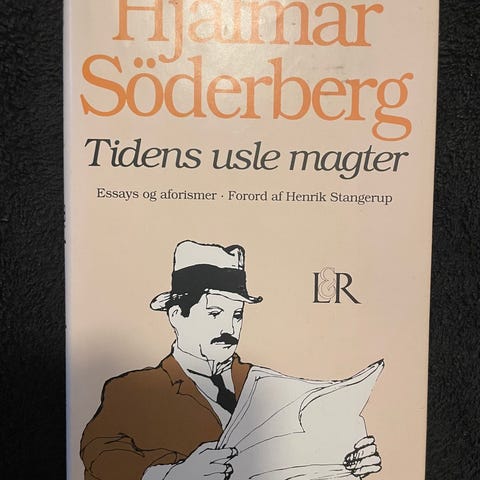 Hjalmar
Söderberg
Tidens usle magter
Essays og aforismer · Forord af Henrik Stangerup
L&R